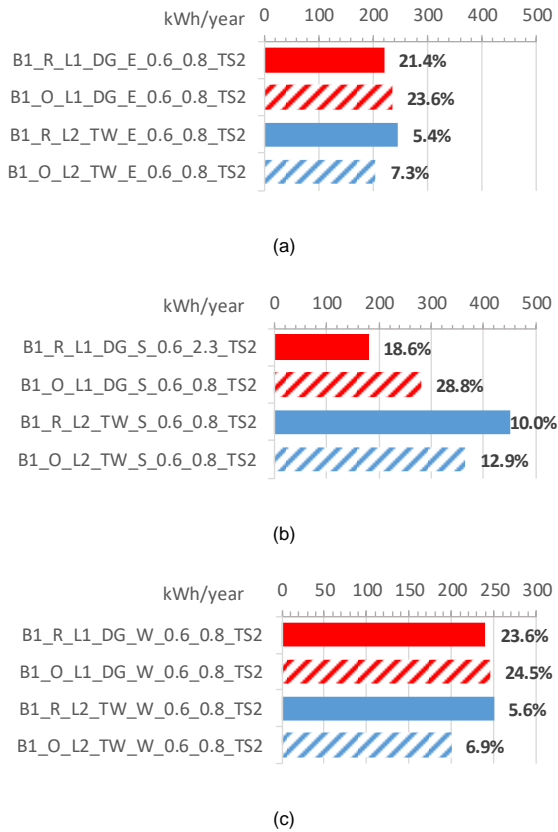 kWh/year 0 100 200 300 400 500
B1_R_L1_DG_E_0.6_0.8_TS2 21.4%
B1_O_L1_DG_E_0.6_0.8_TS2 23.6%
B1_R_L2_TW_E_0.6_0.8_TS2 5.4%
B1_O_L2_TW_E_0.6_0.8_TS2 7.3%
(a)
kWh/year 0 100 200 300 400 500
B1_R_L1_DG_S_0.6_2.3_TS2 18.6%
B1_O_L1_DG_S_0.6_0.8_TS2 28.8%
B1_R_L2_TW_S_0.6_0.8_TS2 10.0%
B1_O_L2_TW_S_0.6_0.8_TS2 12.9%
(b)
kWh/year 0 50 100 150 200 250 300
B1_R_L1_DG_W_0.6_0.8_TS2 23.6%
B1_O_L1_DG_W_0.6_0.8_TS2 24.5%
B1_R_L2_TW_W_0.6_0.8_TS2 5.6%
B1_O_L2_TW_W_0.6_0.8_TS2 6.9%
(c)